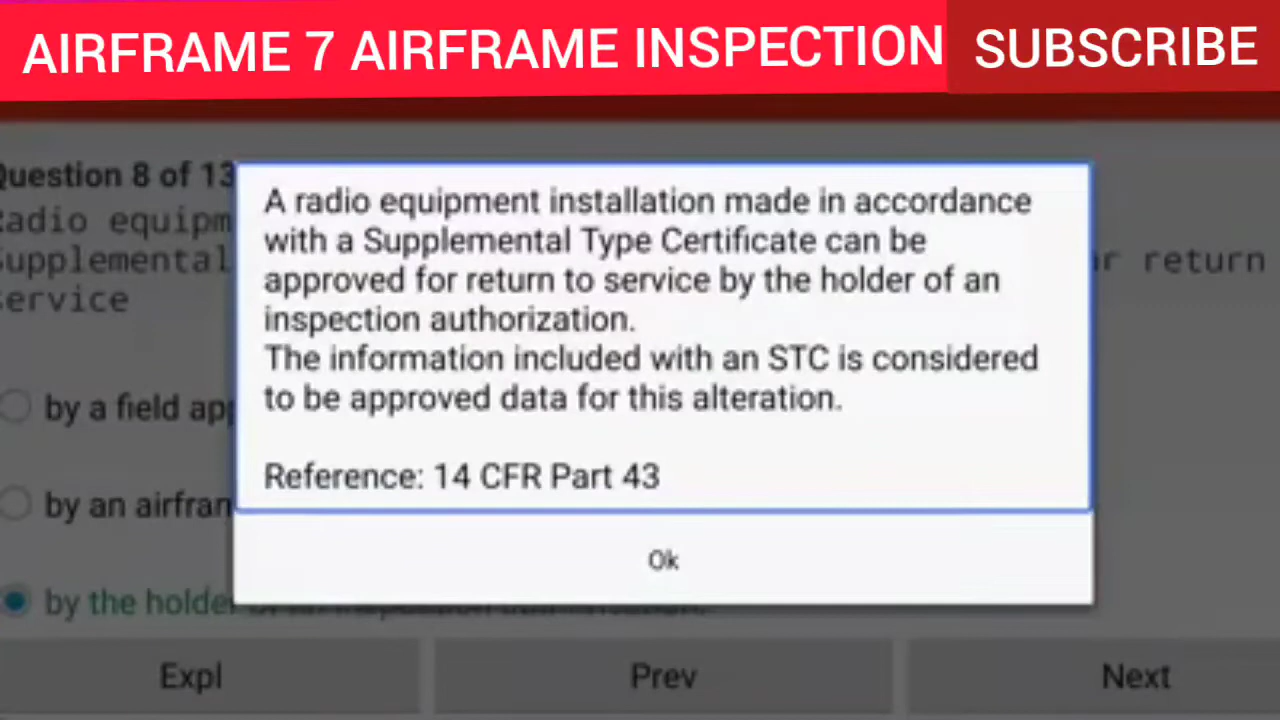 AIRFRAME 7 AIRFRAME INSPECTION SUBSCRIBE
Question 8 of 13
Radio equipm
Supplemental r return
service
A radio equipment installation made in accordance
with a Supplemental Type Certificate can be
approved for return to service by the holder of an
inspection authorization.
The information included with an STC is considered
to be approved data for this alteration.
Reference: 14 CFR Part 43
Ok
by a field app
by an airfran
by the holder
Expl Prev Next